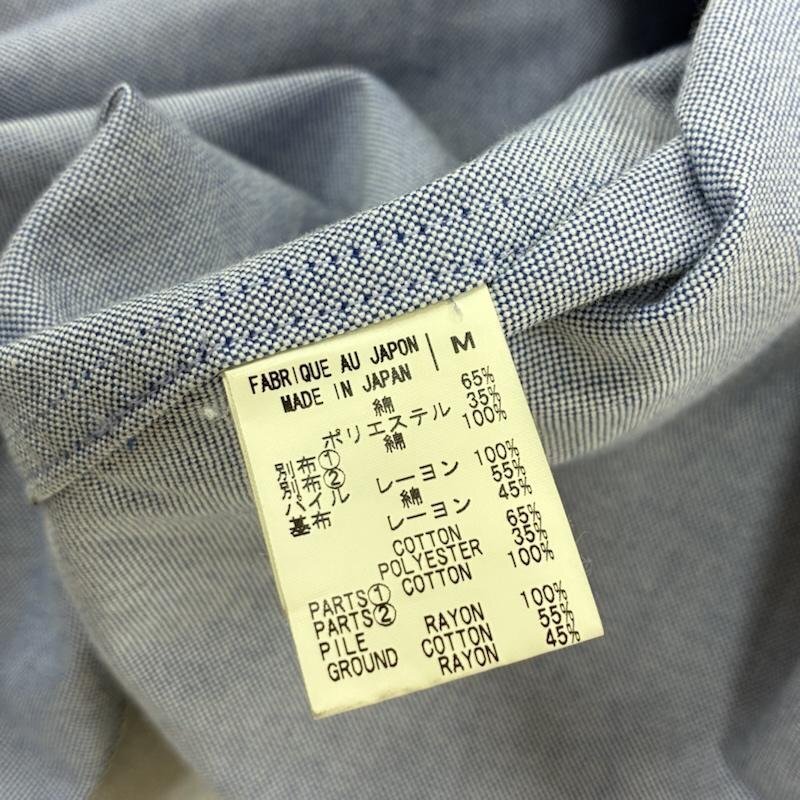 FABRIQUE AU JAPON | M
MADE IN JAPAN
綿 65%
ポリエステル 35%
別布① 綿 100%
別布②
パイル レーヨン 100%
基布 綿 55%
レーヨン 45%
COTTON 65%
POLYESTER 35%
PARTS① COTTON 100%
PARTS②
PILE RAYON 100%
GROUND COTTON 55%
RAYON 45%